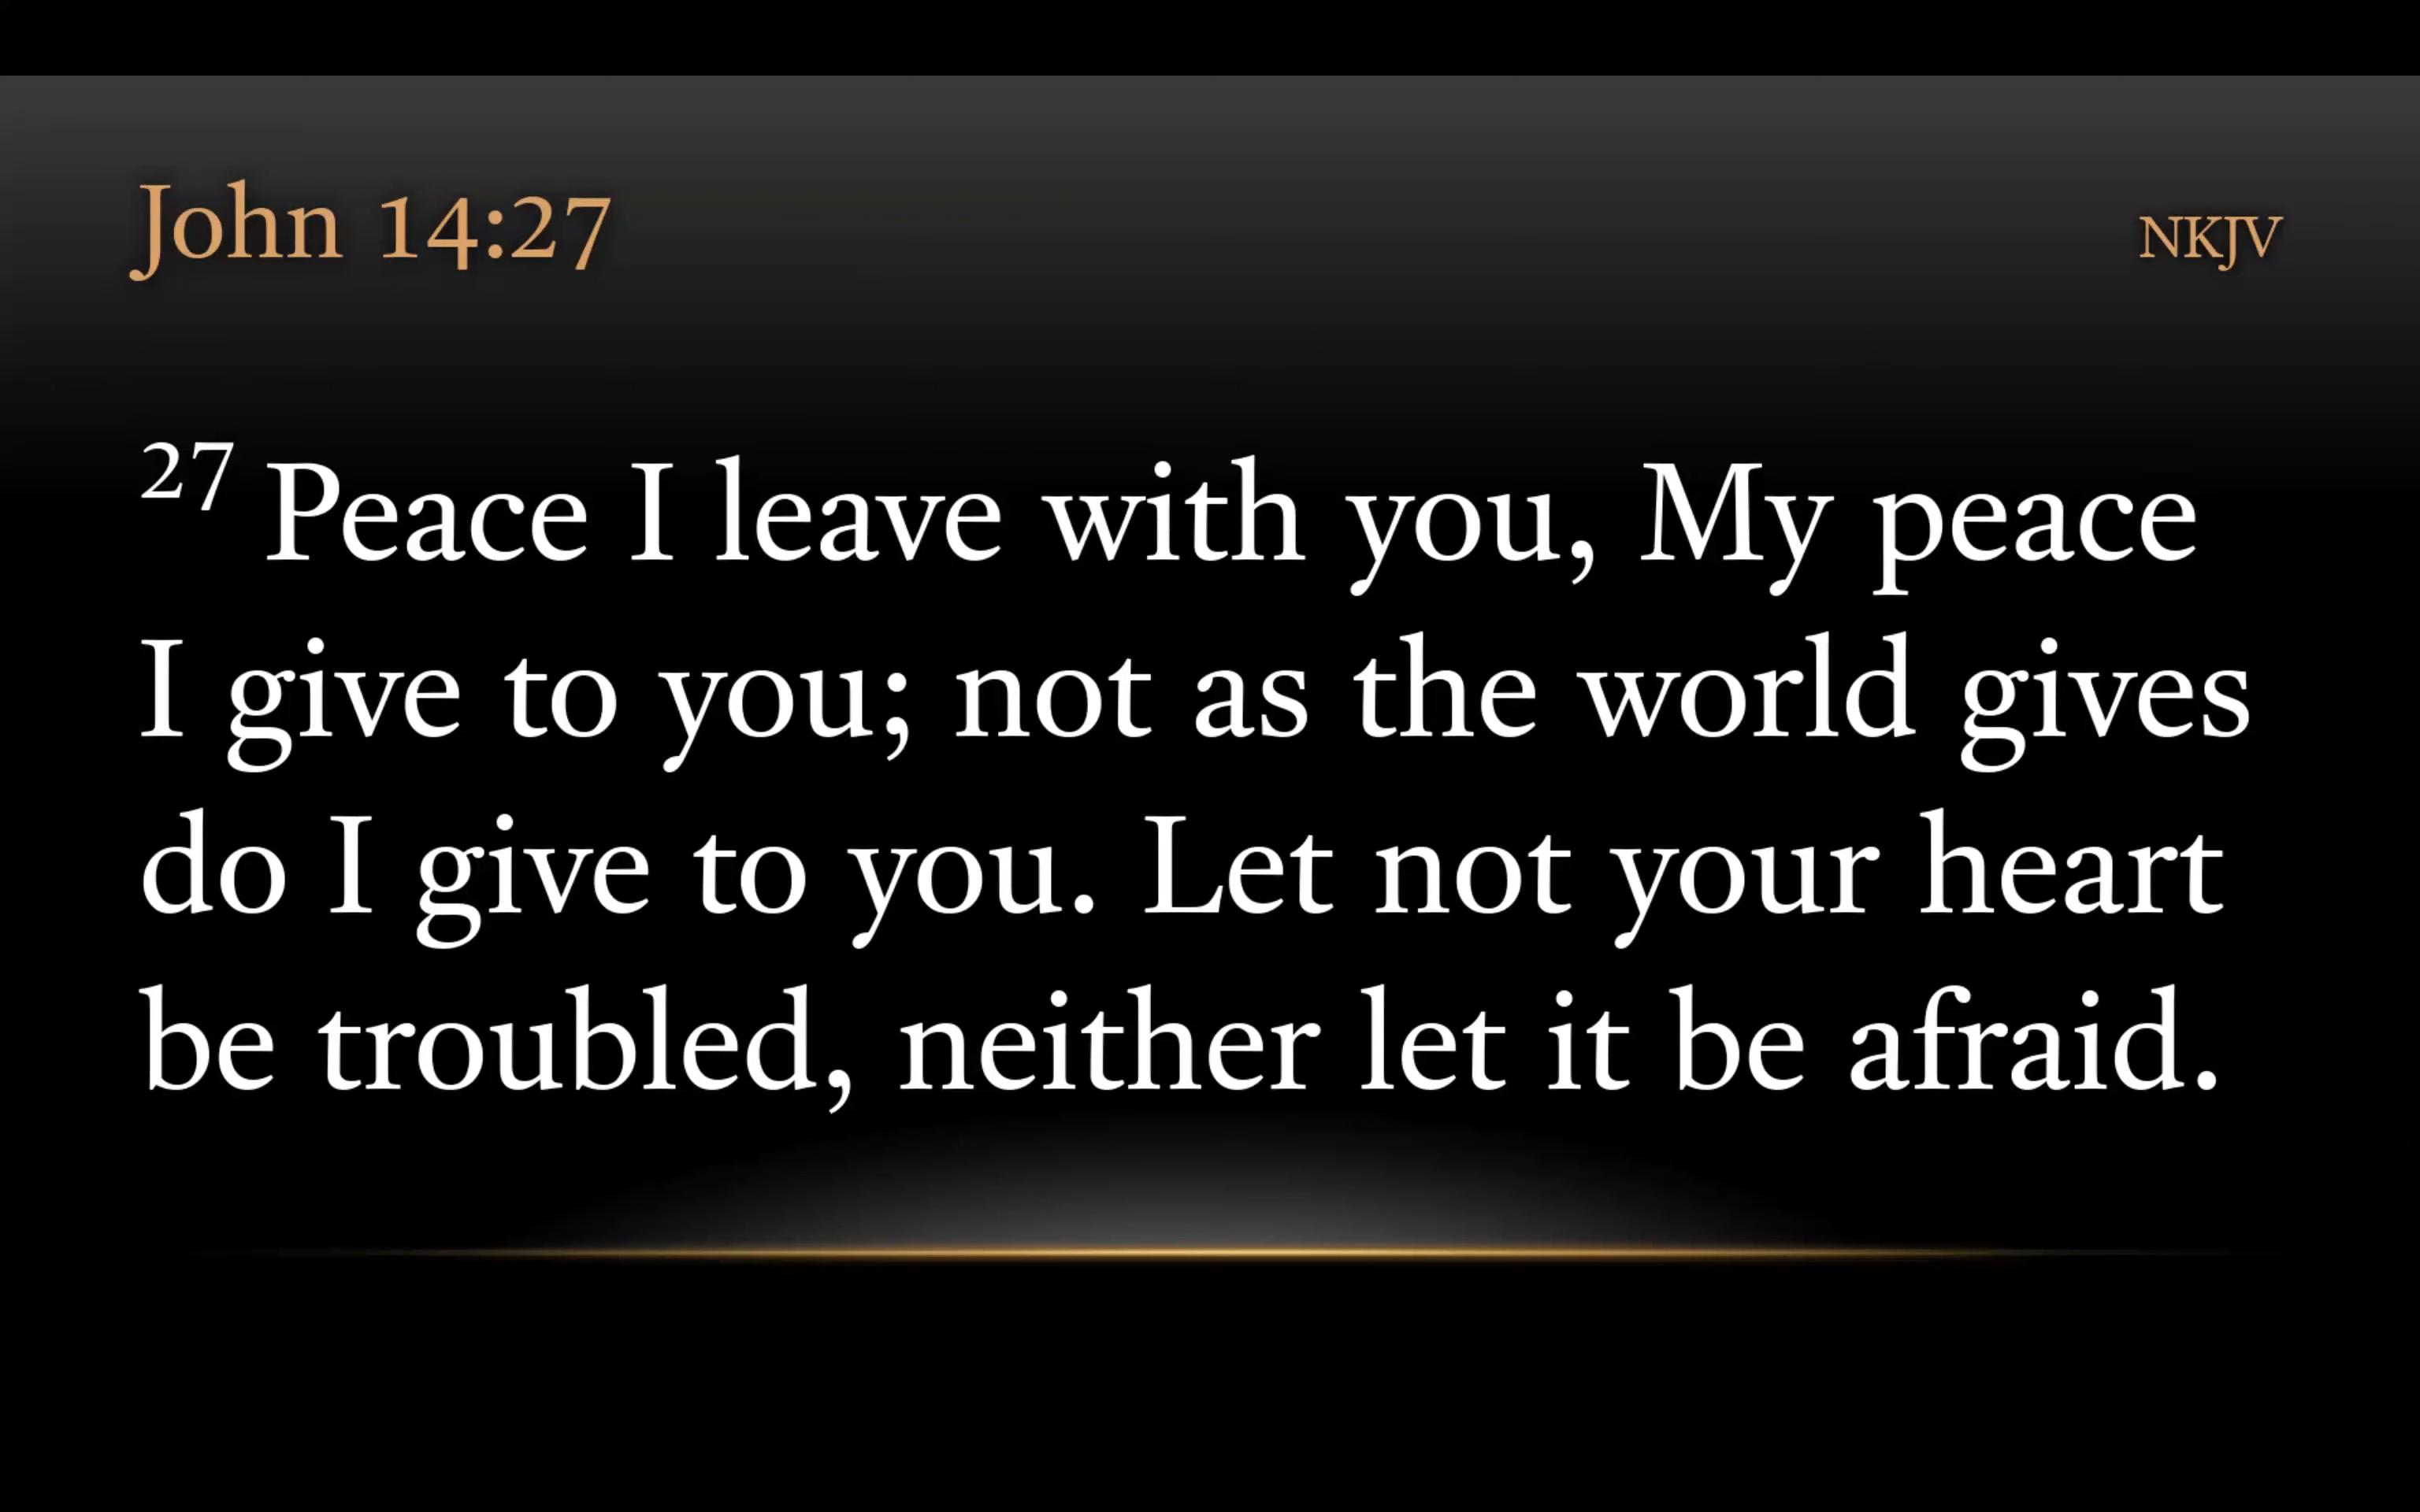 John 14:27 NKJV
27 Peace I leave with you, My peace
I give to you; not as the world gives
do I give to you. Let not your heart
be troubled, neither let it be afraid.